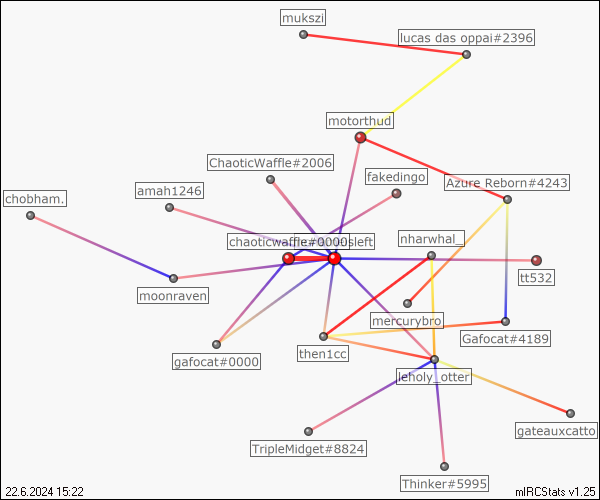 mukszi
lucas das oppai#2396
motorthud
ChaoticWaffle#2006
fakedingo
Azure Reborn#4243
amah1246
chobham.
chaoticwaffle#0000
nharwhal_
tt532
moonraven
mercurybro
Gafocat#4189
gafocat#0000
then1cc
leholy_otter
gateauxcatto
TripleMidget#8824
Thinker#5995
22.6.2024 15:22
mIRCStats v1.25